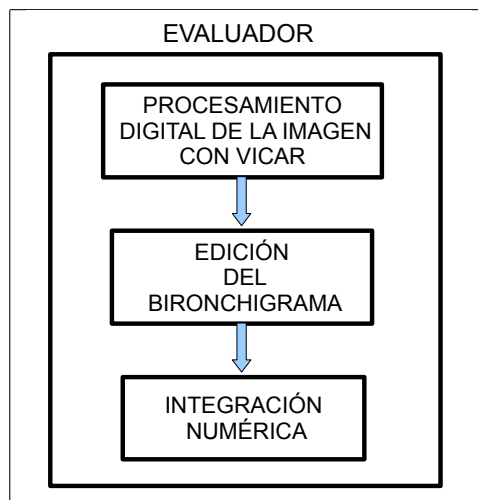 EVALUADOR
PROCESAMIENTO
DIGITAL DE LA IMAGEN
CON VICAR
EDICIÓN
DEL
BIRONCHIGRAMA
INTEGRACIÓN
NUMÉRICA